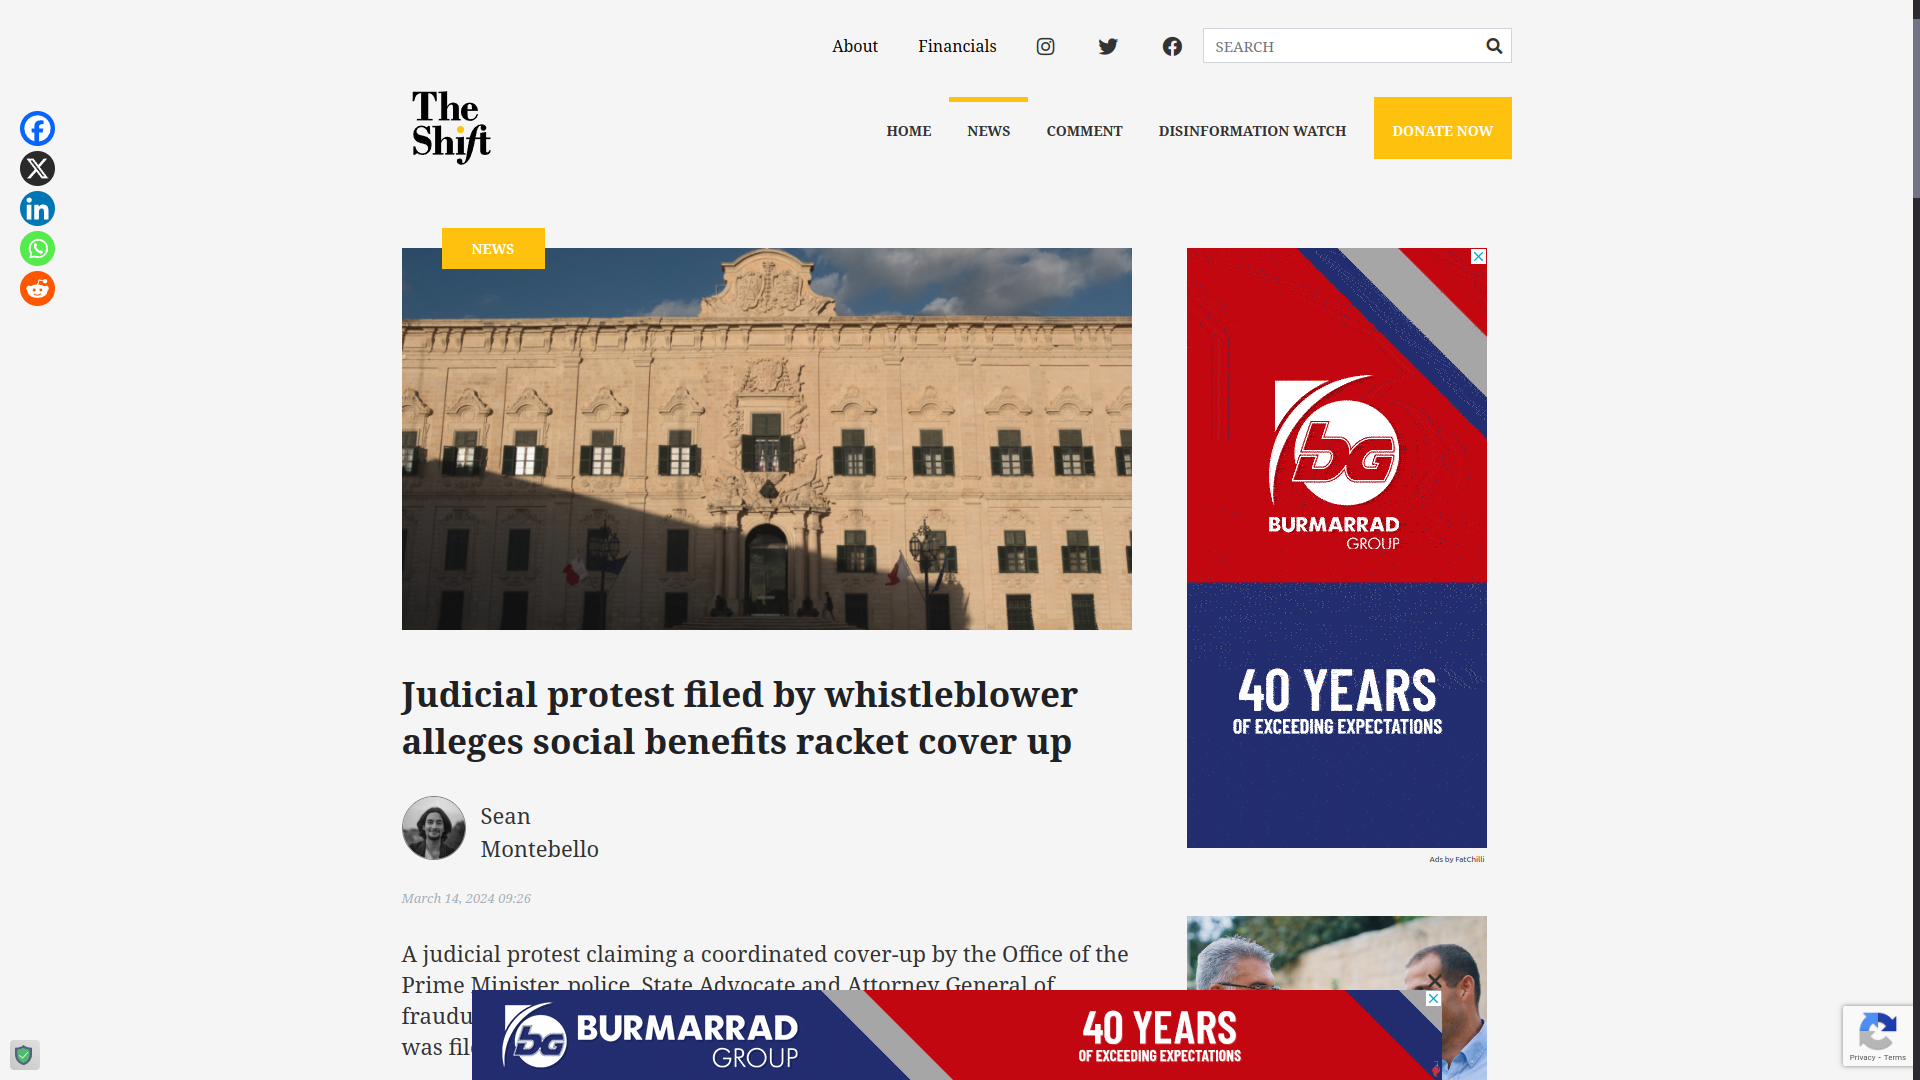 About
Financials
SEARCH
The
Shift
HOME
NEWS
COMMENT
DISINFORMATION WATCH
DONATE NOW
NEWS
Judicial protest filed by whistleblower
alleges social benefits racket cover up
Sean
Montebello
March 14, 2024 09:26
A judicial protest claiming a coordinated cover-up by the Office of the
Prime Minister, police, State Advocate and Attorney General of
fraudu
was fil
bG
BURMARRAD
GROUP
40 YEARS
OF EXCEEDING EXPECTATIONS
Ads by FatChilli
bG
BURMARRAD
GROUP
40 YEARS
OF EXCEEDING EXPECTATIONS
Privacy - Terms